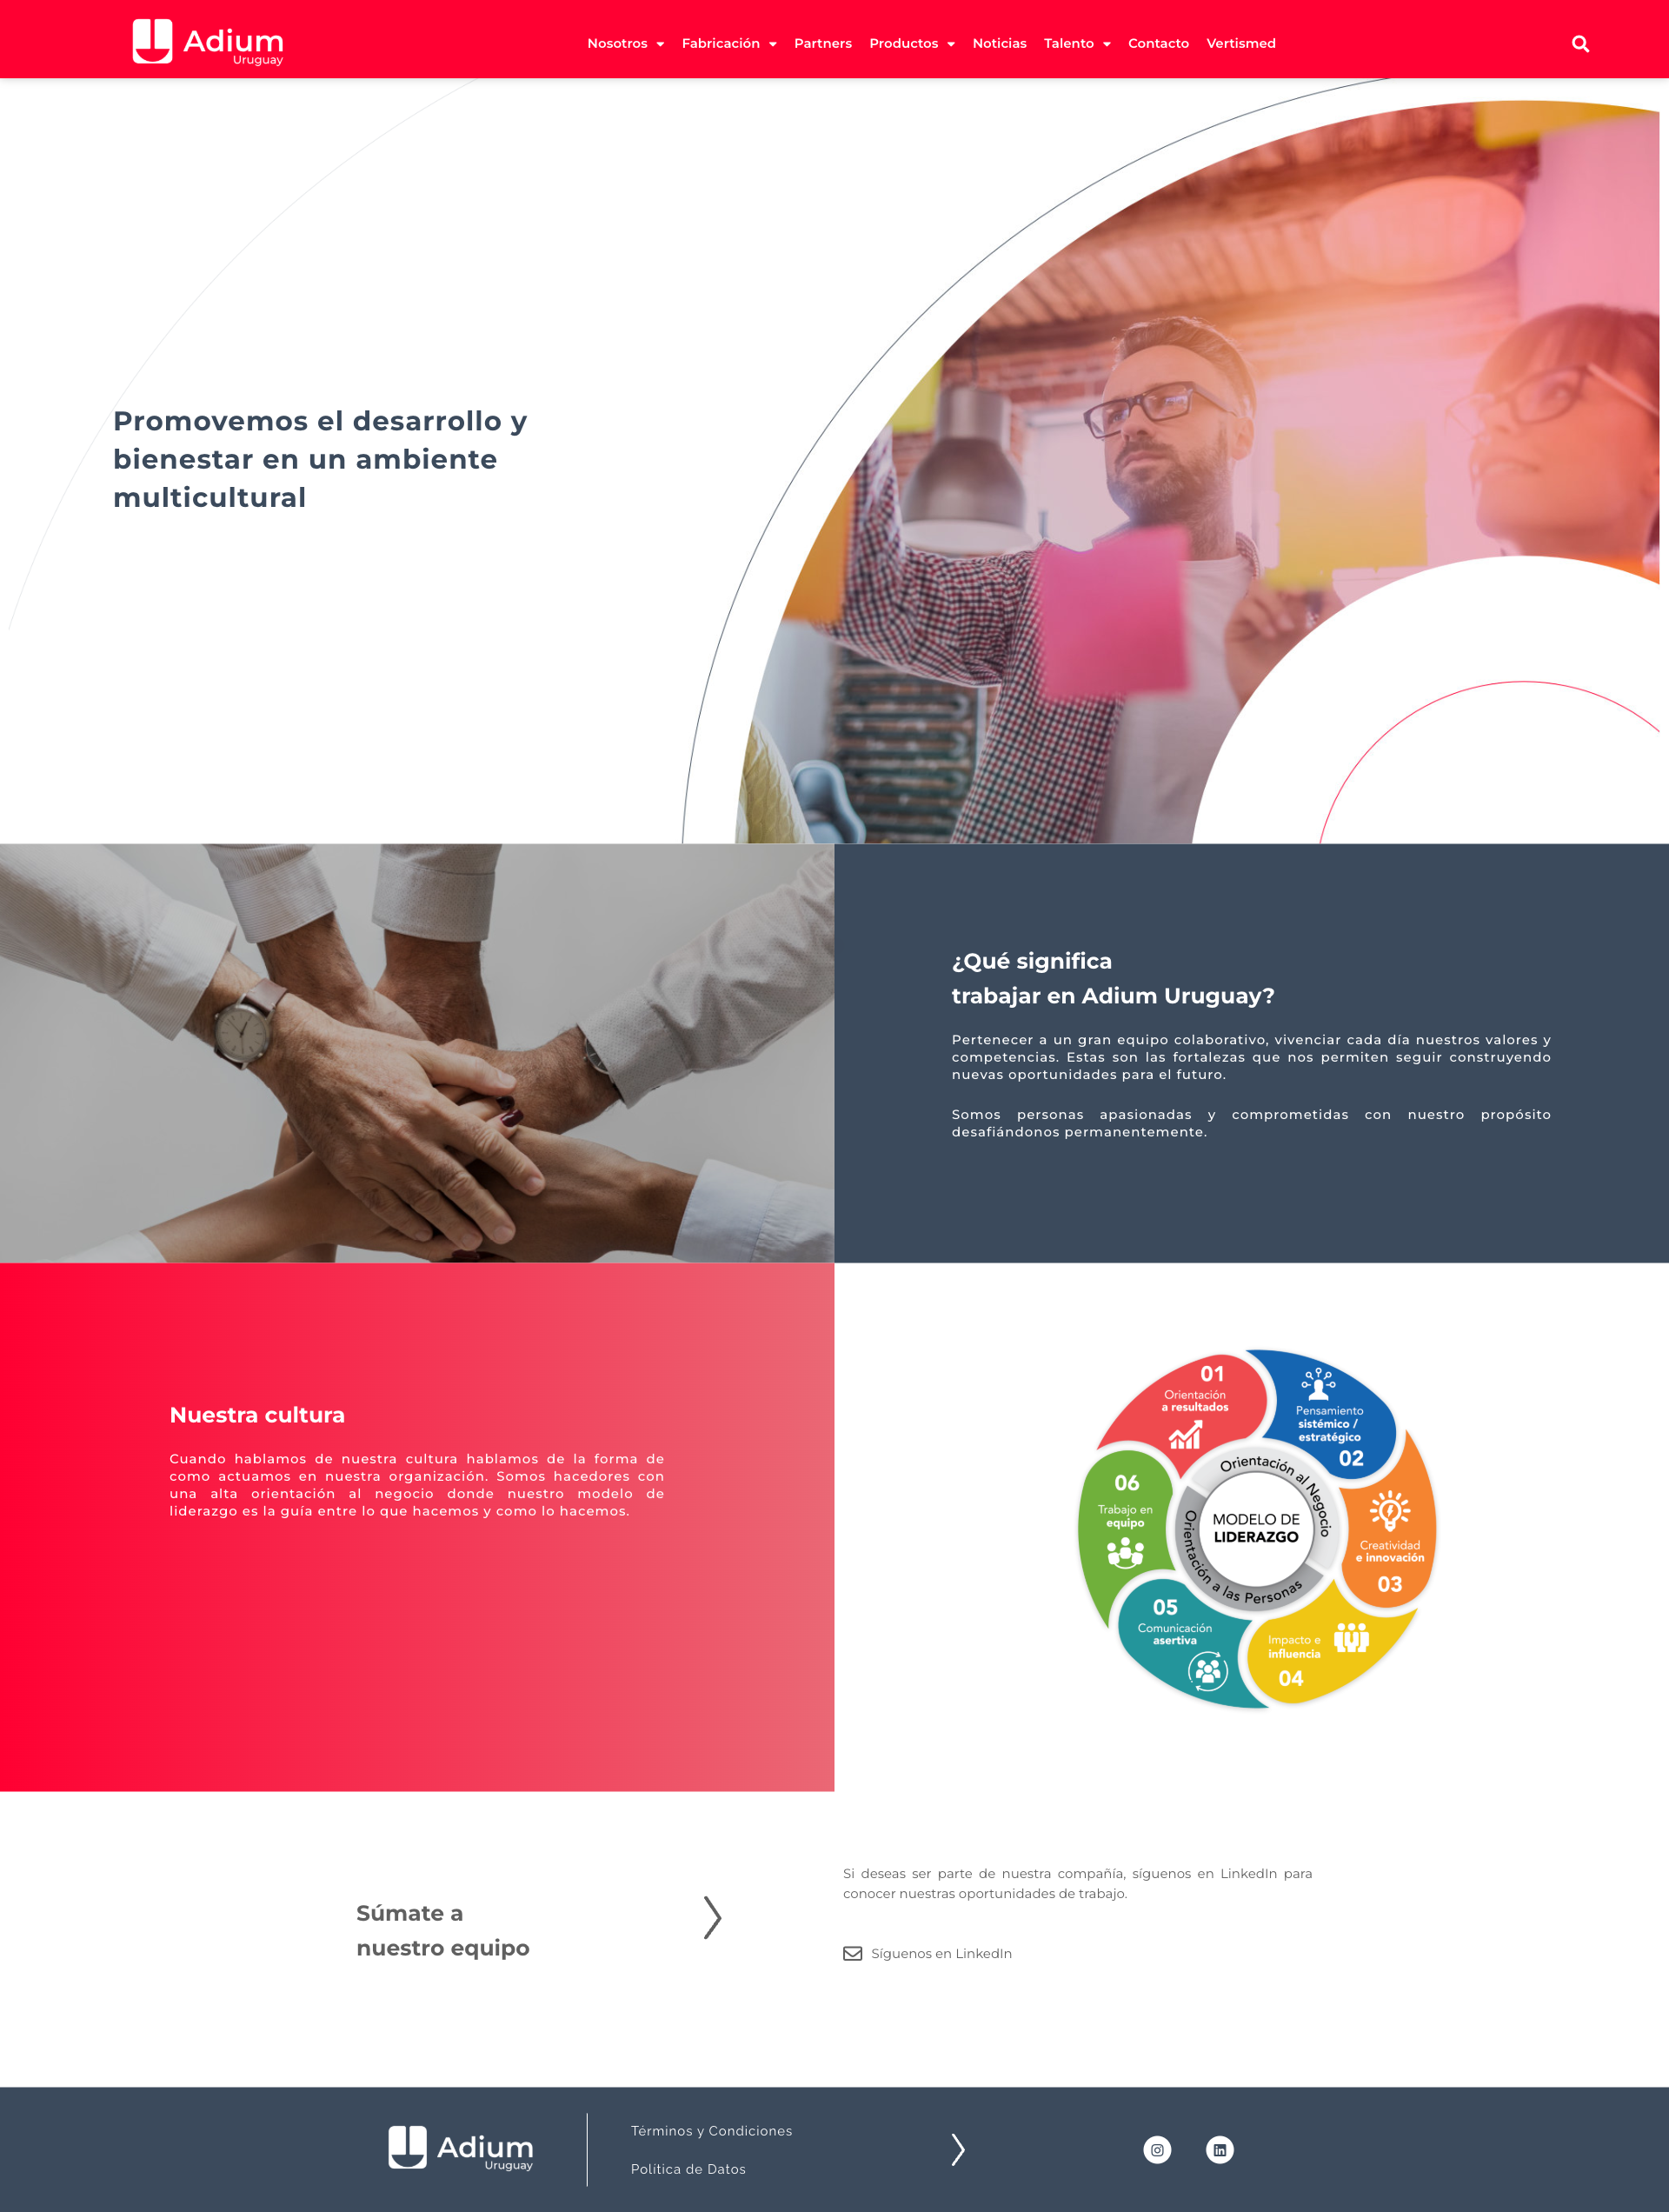 Adium
Uruguay
Nosotros
Fabricación
Partners
Productos
Noticias
Talento
Contacto
Vertismed
Promovemos el desarrollo y
bienestar en un ambiente
multicultural
¿Qué significa
trabajar en Adium Uruguay?
Pertenecer a un gran equipo colaborativo, vivenciar cada día nuestros valores y
competencias. Estas son las fortalezas que nos permiten seguir construyendo
nuevas oportunidades para el futuro.
Somos personas apasionadas y comprometidas con nuestro propósito
desafiándonos permanentemente.
Nuestra cultura
Cuando hablamos de nuestra cultura hablamos de la forma de
como actuamos en nuestra organización. Somos hacedores con
una alta orientación al negocio donde nuestro modelo de
liderazgo es la guía entre lo que hacemos y como lo hacemos.
01
Orientación
a resultados
Pensamiento
sistémico /
estratégico
02
Creatividad
e innovación
03
Impacto e
influencia
04
05
Comunicación
asertiva
06
Trabajo en
equipo
Orientación al Negocio
MODELO DE
LIDERAZGO
Orientación a las Personas
Súmate a
nuestro equipo
Si deseas ser parte de nuestra compañía, síguenos en LinkedIn para
conocer nuestras oportunidades de trabajo.
Síguenos en LinkedIn
Adium
Uruguay
Términos y Condiciones
Política de Datos